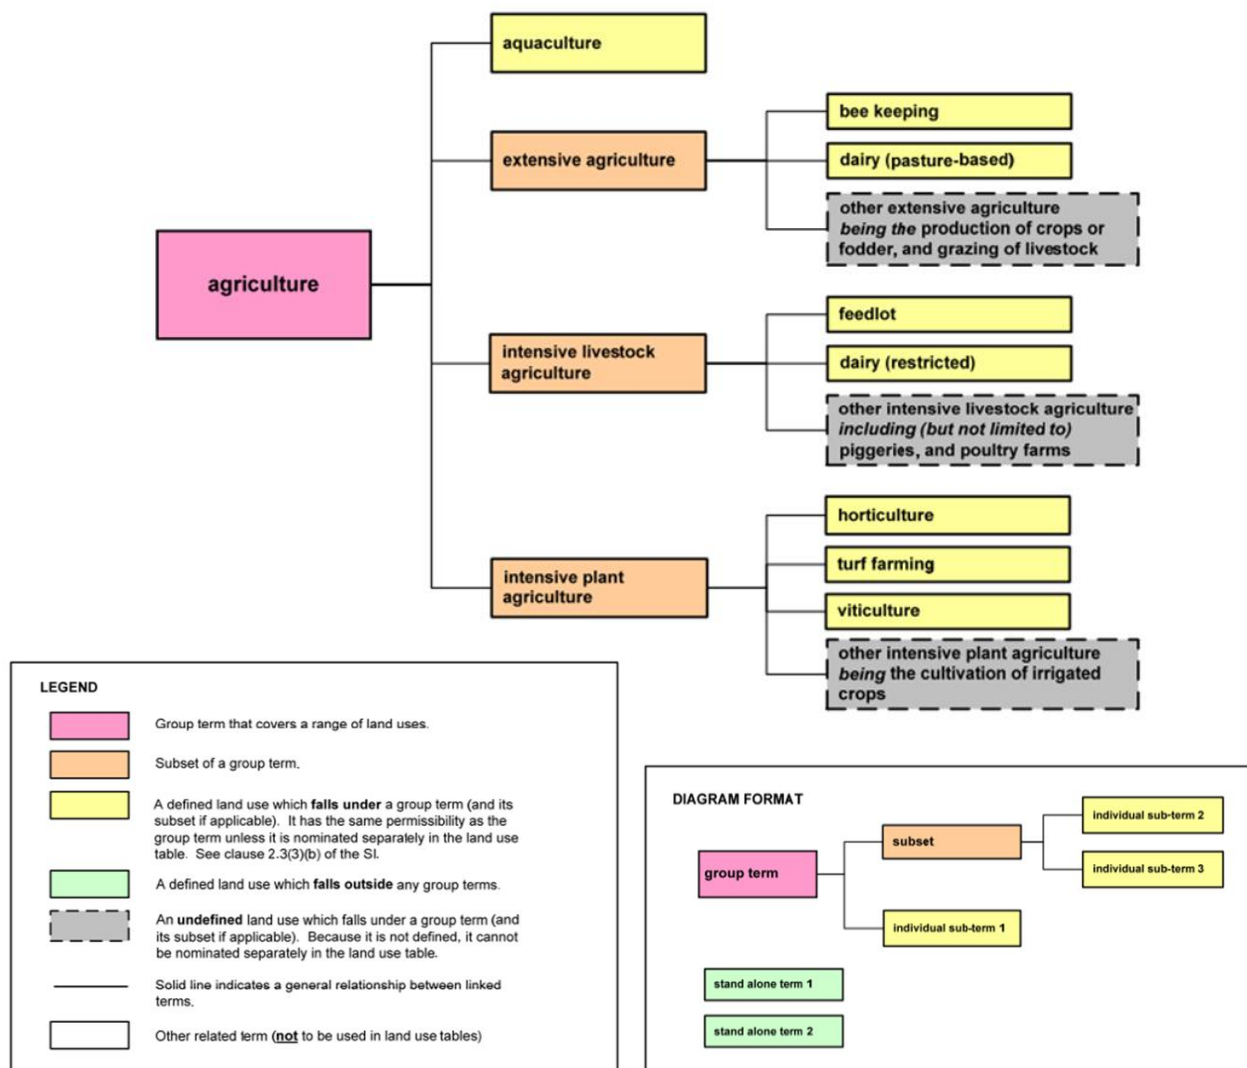 aquaculture
bee keeping
extensive agriculture
dairy (pasture-based)
other extensive agriculture
being the production of crops or
fodder, and grazing of livestock
agriculture
feedlot
intensive livestock
agriculture
dairy (restricted)
other intensive livestock agriculture
including (but not limited to)
piggeries, and poultry farms
horticulture
intensive plant
agriculture
turf farming
viticulture
other intensive plant agriculture
being the cultivation of irrigated
crops
LEGEND
Group term that covers a range of land uses.
Subset of a group term.
A defined land use which falls under a group term (and its
subset if applicable). It has the same permissibility as the
group term unless it is nominated separately in the land use
table. See clause 2.3(3)(b) of the SI.
A defined land use which falls outside any group terms.
An undefined land use which falls under a group term (and
its subset if applicable). Because it is not defined, it cannot
be nominated separately in the land use table.
Solid line indicates a general relationship between linked
terms.
Other related term (not to be used in land use tables)
DIAGRAM FORMAT
individual sub-term 2
subset
individual sub-term 3
group term
individual sub-term 1
stand alone term 1
stand alone term 2